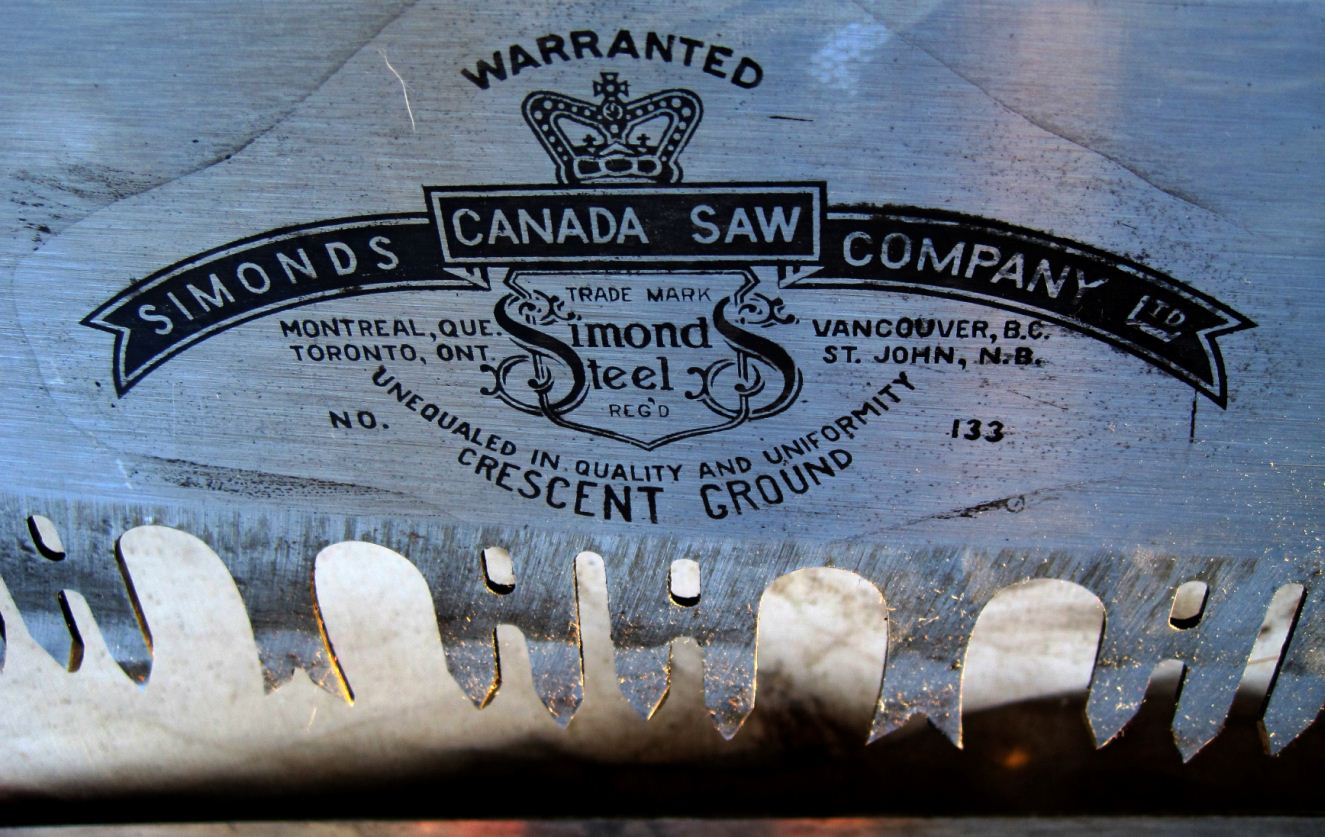 WARRANTED
SIMONDS CANADA SAW COMPANY LTD
TRADE MARK
MONTREAL, QUE.
TORONTO, ONT.
Simonds
Steel
REG'D
VANCOUVER, B.C.
ST. JOHN, N.B.
NO. 133
UNEQUALED IN QUALITY AND UNIFORMITY
CRESCENT GROUND